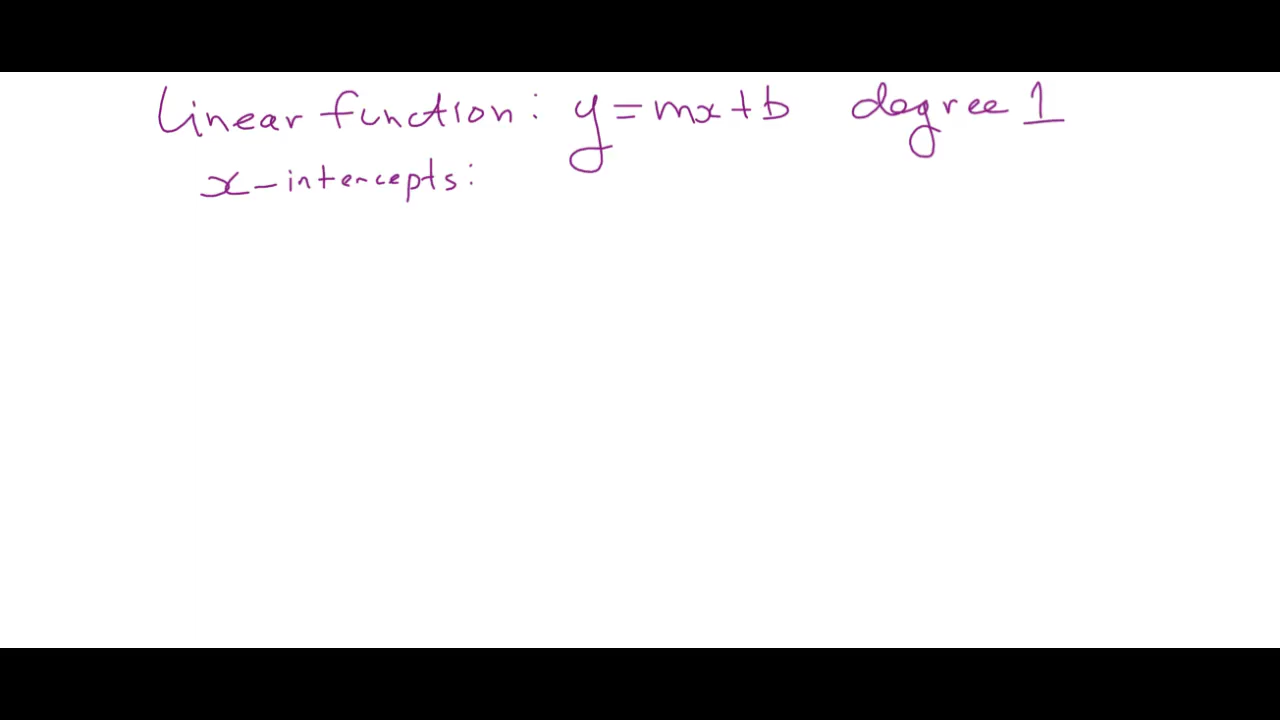 Linear function: y = mx + b degree 1
x-intercepts: